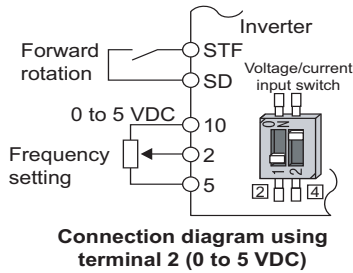 Inverter
Forward
rotation
STF
SD
Voltage/current
input switch
0 to 5 VDC
10
Frequency
setting
2
5
ON
1 2
2
4
Connection diagram using
terminal 2 (0 to 5 VDC)